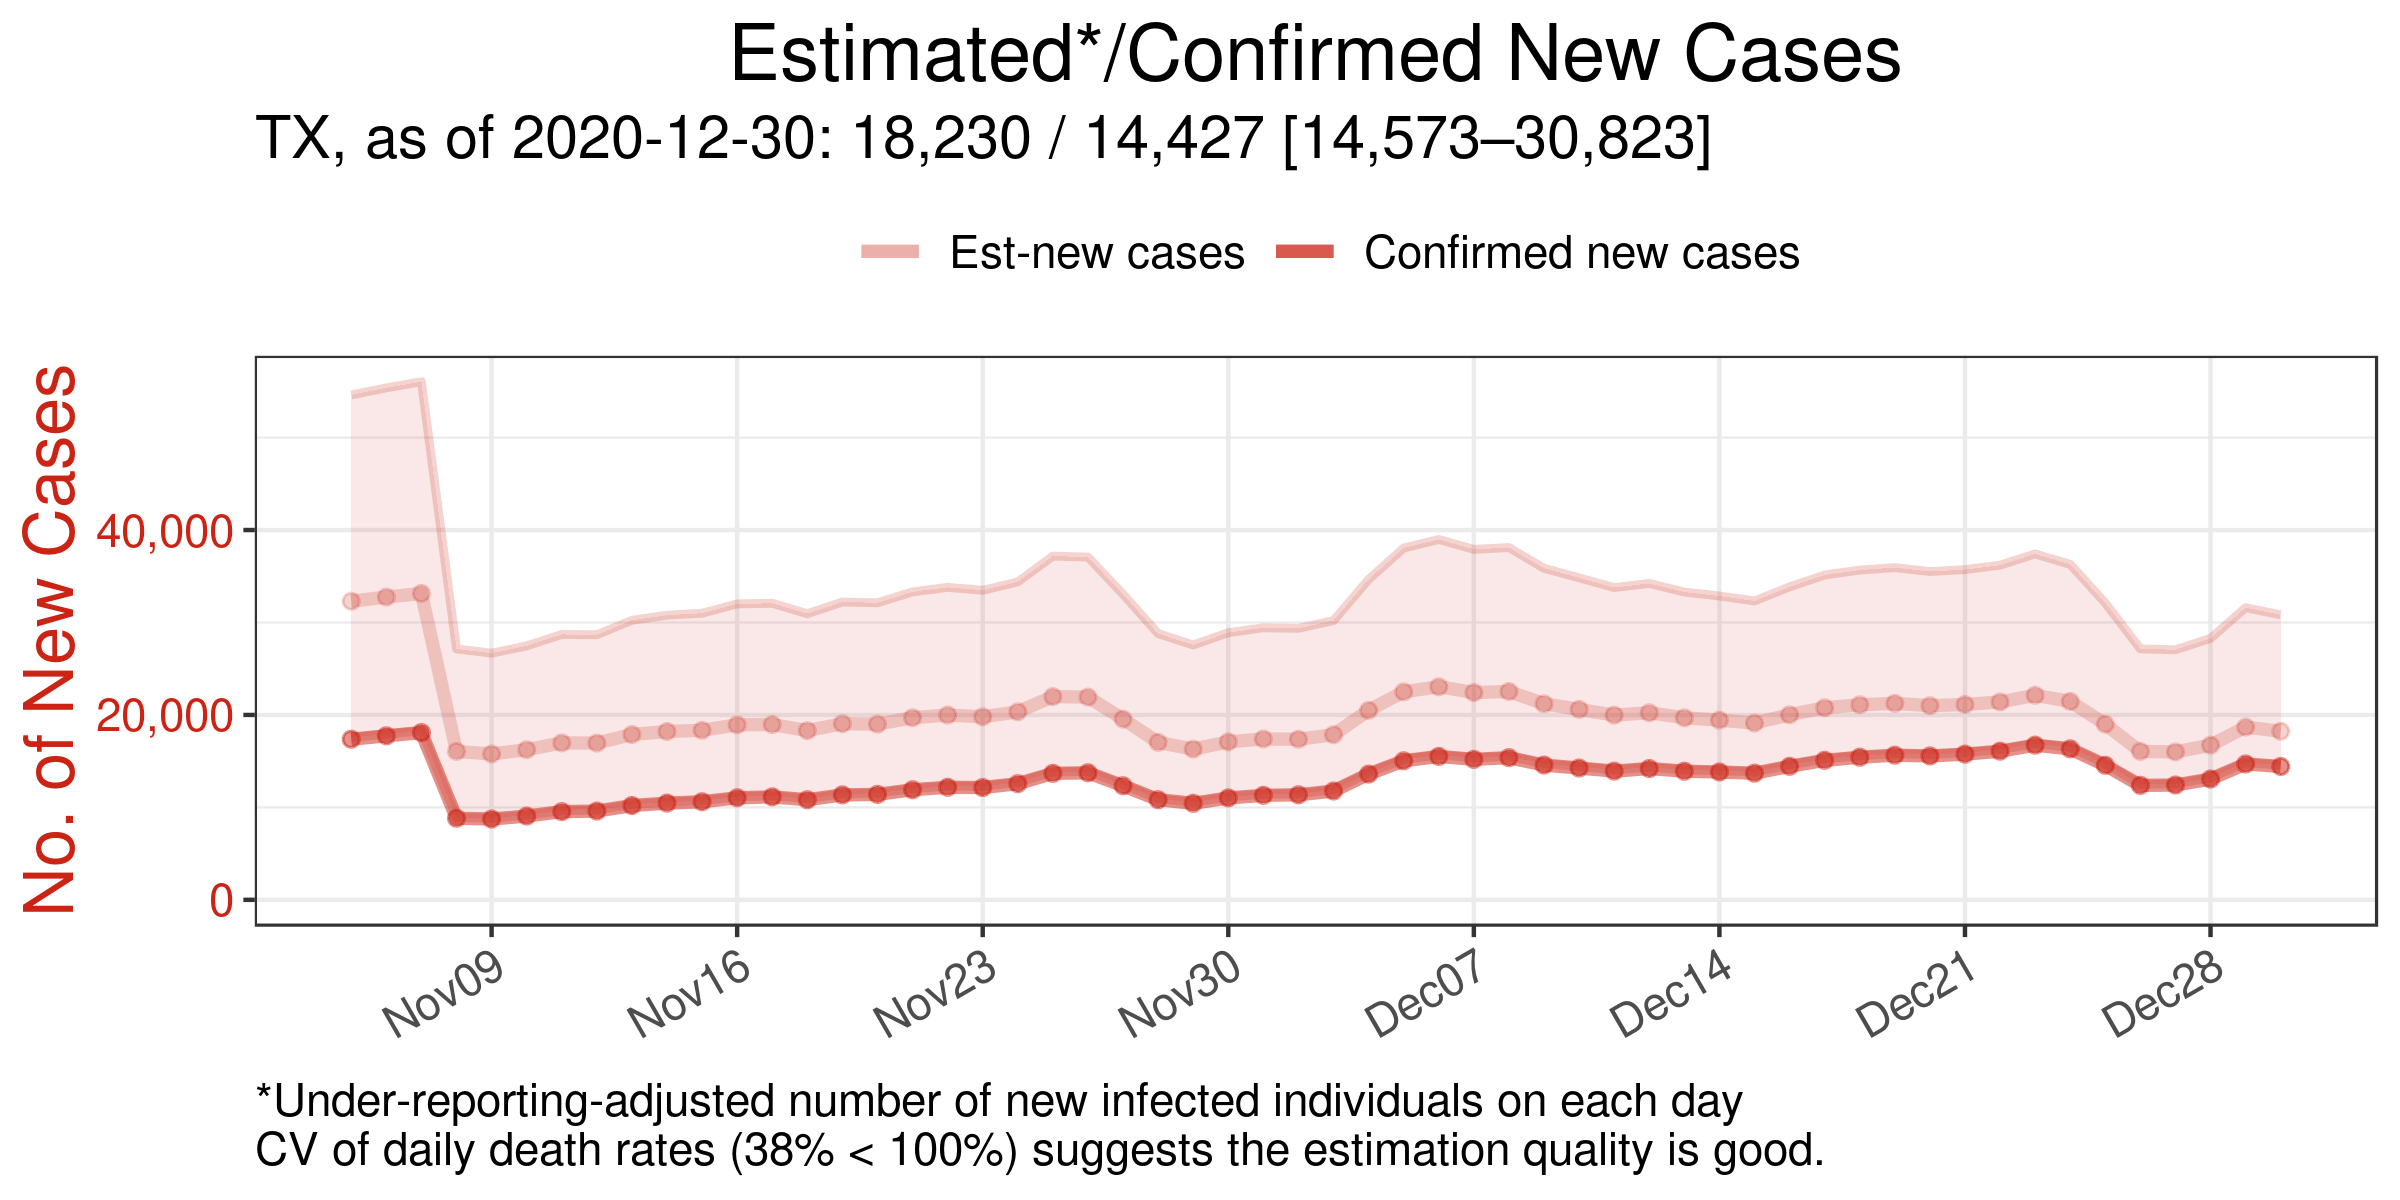 Estimated*/Confirmed New Cases
TX, as of 2020-12-30: 18,230 / 14,427 [14,573–30,823]
Est-new cases
Confirmed new cases
No. of New Cases
40,000
20,000
0
Nov09
Nov16
Nov23
Nov30
Dec07
Dec14
Dec21
Dec28
*Under-reporting-adjusted number of new infected individuals on each day
CV of daily death rates (38% < 100%) suggests the estimation quality is good.